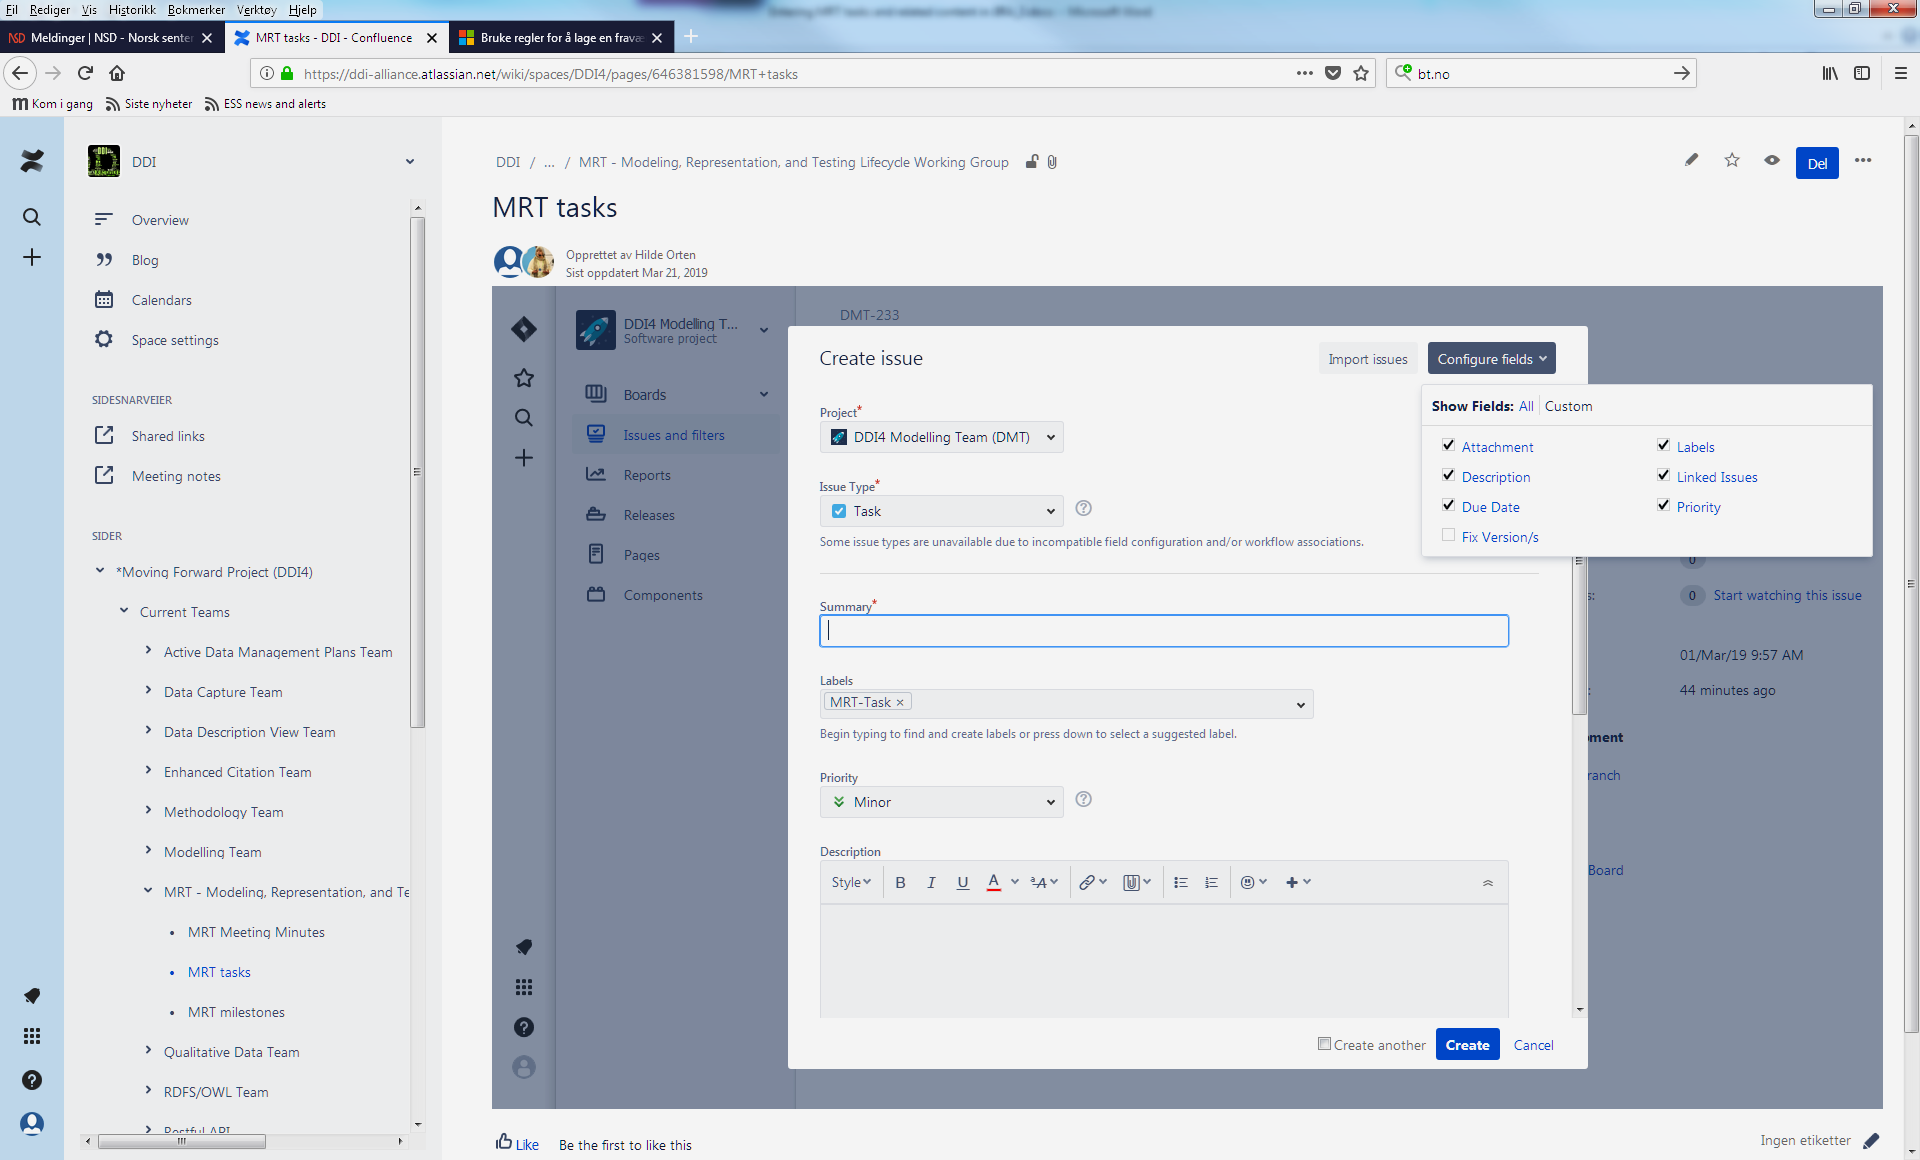 Fil Rediger Vis Historikk Bokmerker Verktøy Hjelp
Meldinger | NSD - Norsk senter
MRT tasks - DDI - Confluence
Bruke regler for å lage en fravæ
https://ddi-alliance.atlassian.net/wiki/spaces/DDI4/pages/646381598/MRT+tasks
bt.no
Kom i gang
Siste nyheter
ESS news and alerts
DDI
Overview
Blog
Calendars
Space settings
SIDESNARVEIER
Shared links
Meeting notes
SIDER
*Moving Forward Project (DDI4)
Current Teams
Active Data Management Plans Team
Data Capture Team
Data Description View Team
Enhanced Citation Team
Methodology Team
Modelling Team
MRT - Modeling, Representation, and Te
MRT Meeting Minutes
MRT tasks
MRT milestones
Qualitative Data Team
RDFS/OWL Team
Restful API
DDI / ... / MRT - Modeling, Representation, and Testing Lifecycle Working Group
Del
MRT tasks
Opprettet av Hilde Orten
Sist oppdatert Mar 21, 2019
DDI4 Modelling T...
Software project
Boards
Issues and filters
Reports
Releases
Pages
Components
DMT-233
Create issue
Import issues
Configure fields
Show Fields: All Custom
Attachment
Labels
Description
Linked Issues
Due Date
Priority
Fix Version/s
Project*
DDI4 Modelling Team (DMT)
Issue Type*
Task
Some issue types are unavailable due to incompatible field configuration and/or workflow associations.
Summary*
Labels
MRT-Task ×
Begin typing to find and create labels or press down to select a suggested label.
Priority
Minor
Description
Style B I U A ªA
Create another
Create
Cancel
0
s: 0 Start watching this issue
01/Mar/19 9:57 AM
: 44 minutes ago
pment
ranch
Board
Like
Be the first to like this
Ingen etiketter